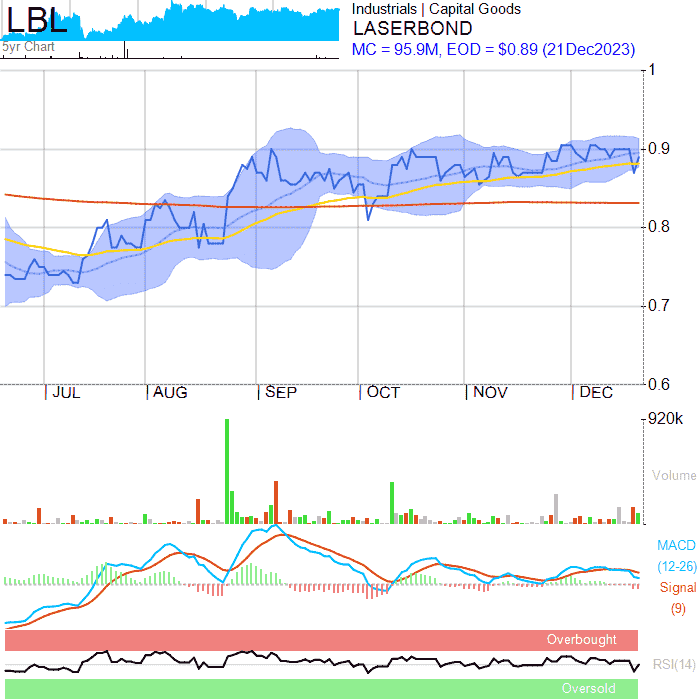 LBL
5yr Chart
Industrials | Capital Goods
LASERBOND
MC = 95.9M, EOD = $0.89 (21Dec2023)
1
0.9
0.8
0.7
0.6
JUL AUG SEP OCT NOV DEC
920k
Volume
MACD
(12-26)
Signal
(9)
Overbought
RSI(14)
Oversold